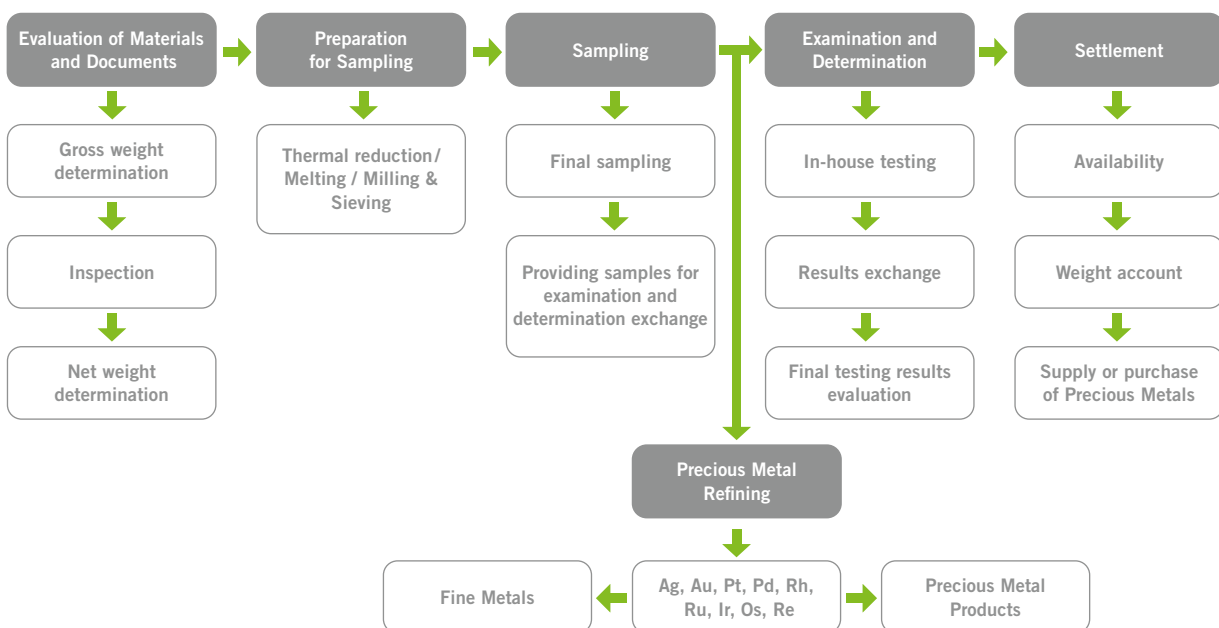 Evaluation of Materials
and Documents
Preparation
for Sampling
Sampling
Examination and
Determination
Settlement
Gross weight
determination
Inspection
Net weight
determination
Thermal reduction/
Melting / Milling &
Sieving
Final sampling
Providing samples for
examination and
determination exchange
In-house testing
Results exchange
Final testing results
evaluation
Availability
Weight account
Supply or purchase
of Precious Metals
Precious Metal
Refining
Fine Metals
Ag, Au, Pt, Pd, Rh,
Ru, Ir, Os, Re
Precious Metal
Products